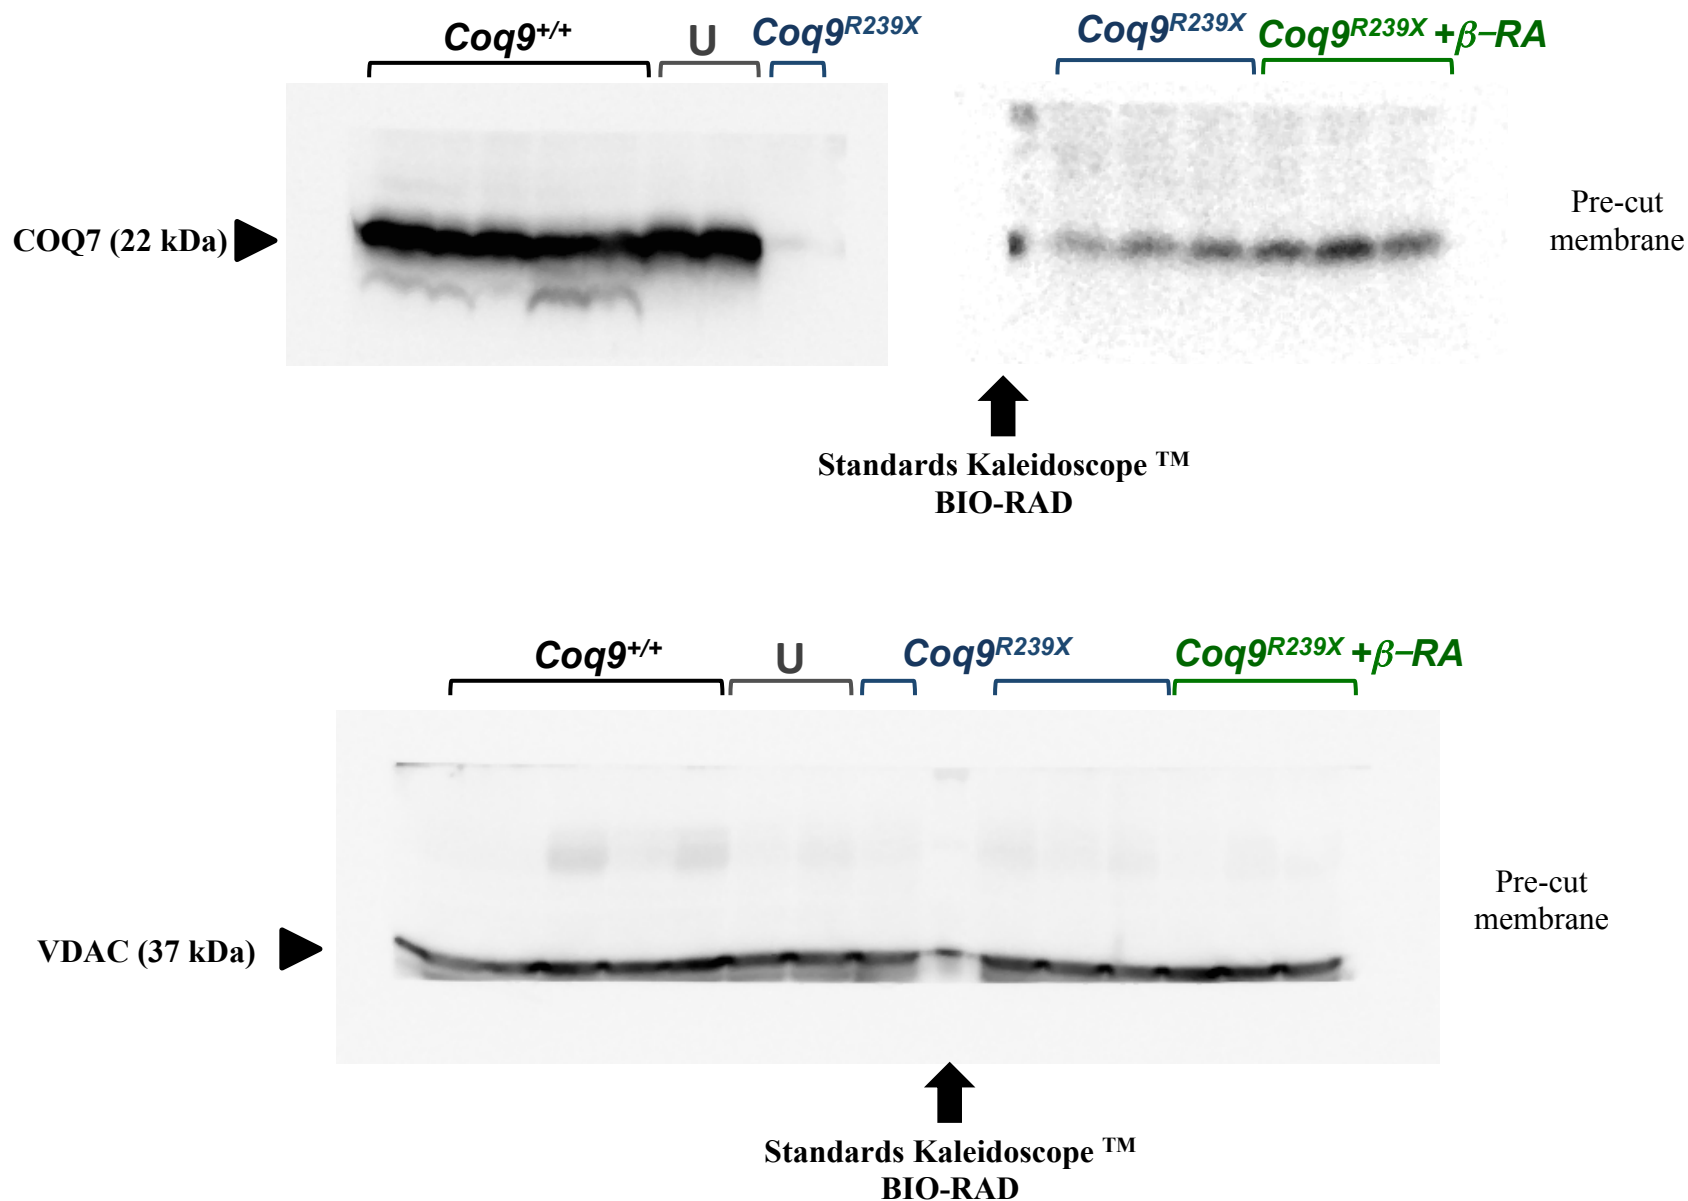 Coq9+/+ U Coq9R239X Coq9R239X Coq9R239X +β−RA
COQ7 (22 kDa)
Pre-cut
membrane
Standards Kaleidoscope TM
BIO-RAD
Coq9+/+ U Coq9R239X Coq9R239X +β−RA
VDAC (37 kDa)
Pre-cut
membrane
Standards Kaleidoscope TM
BIO-RAD